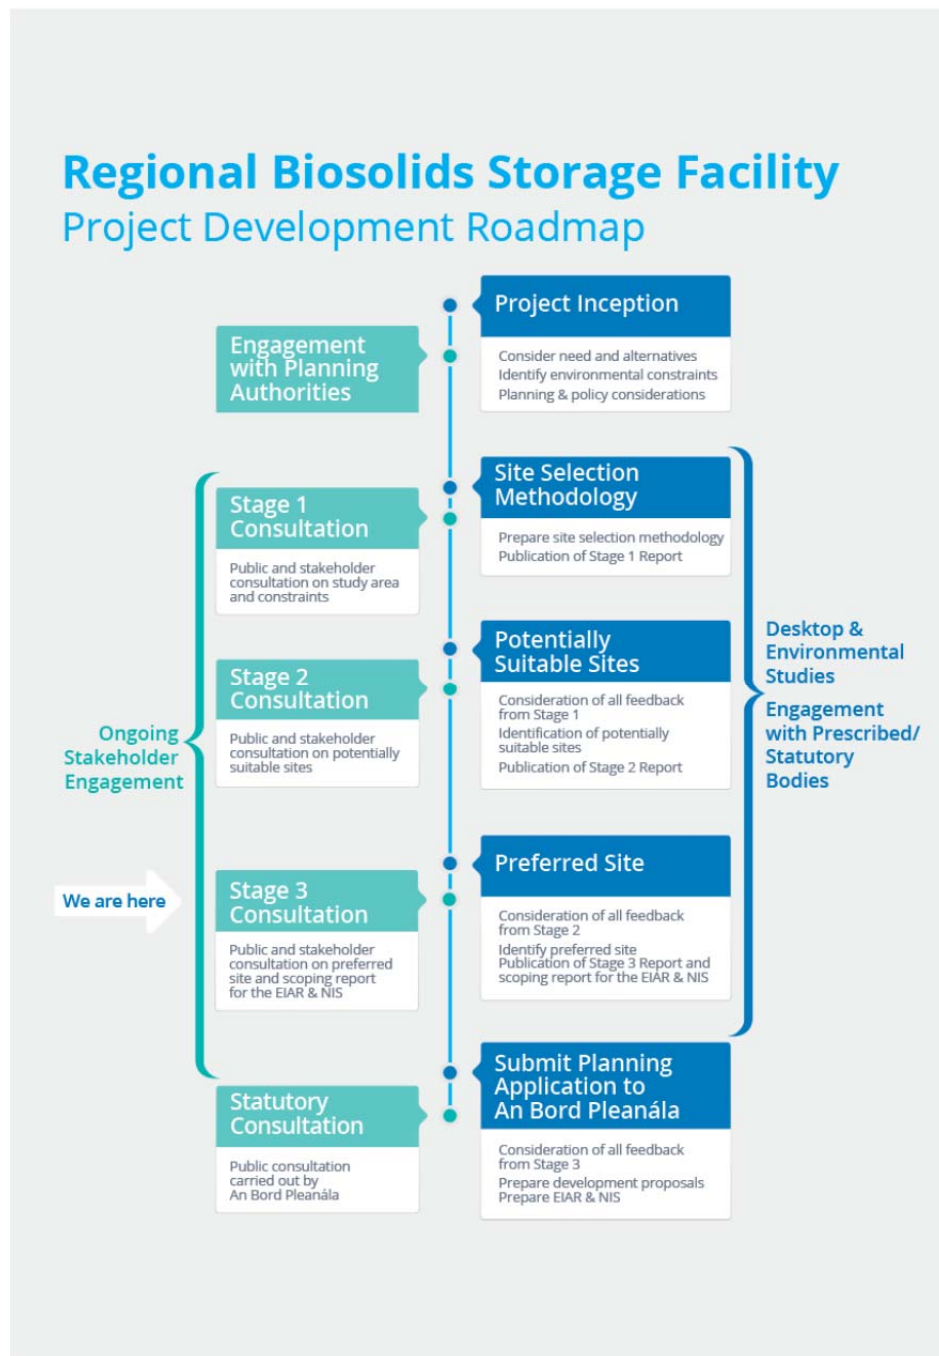 Regional Biosolids Storage Facility
Project Development Roadmap
Project Inception
Consider need and alternatives
Identify environmental constraints
Planning & policy considerations
Engagement
with Planning
Authorities
Site Selection
Methodology
Prepare site selection methodology
Publication of Stage 1 Report
Stage 1
Consultation
Public and stakeholder
consultation on study area
and constraints
Potentially
Suitable Sites
Consideration of all feedback
from Stage 1
Identification of potentially
suitable sites
Publication of Stage 2 Report
Stage 2
Consultation
Public and stakeholder
consultation on potentially
suitable sites
Desktop &
Environmental
Studies
Engagement
with Prescribed/
Statutory
Bodies
Ongoing
Stakeholder
Engagement
Preferred Site
Consideration of all feedback
from Stage 2
Identify preferred site
Publication of Stage 3 Report and
scoping report for the EIAR & NIS
We are here
Stage 3
Consultation
Public and stakeholder
consultation on preferred
site and scoping report
for the EIAR & NIS
Submit Planning
Application to
An Bord Pleanála
Consideration of all feedback
from Stage 3
Prepare development proposals
Prepare EIAR & NIS
Statutory
Consultation
Public consultation
carried out by
An Bord Pleanála